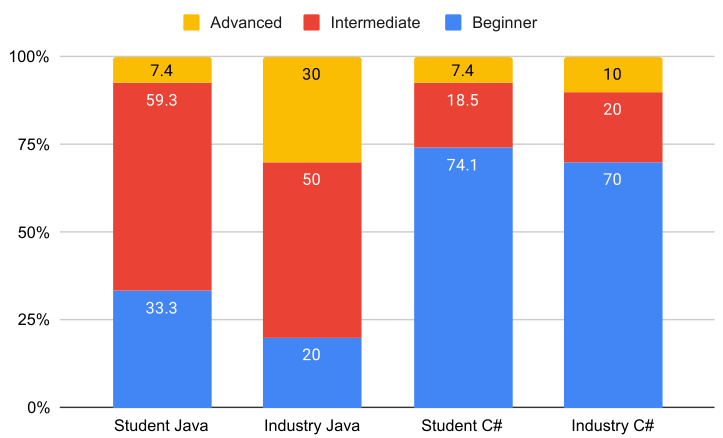 Advanced Intermediate Beginner
100%
7.4 30 7.4 10
59.3 18.5 20
75%
50 74.1 70
50%
25%
33.3
20
0%
Student Java Industry Java Student C# Industry C#